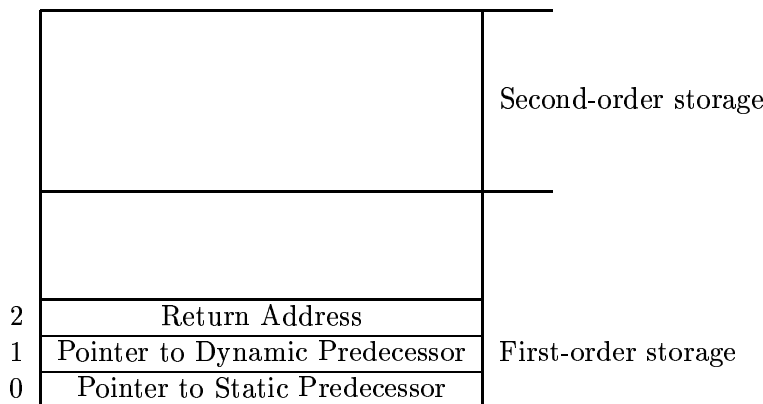 Second-order storage
2 Return Address
1 Pointer to Dynamic Predecessor First-order storage
0 Pointer to Static Predecessor